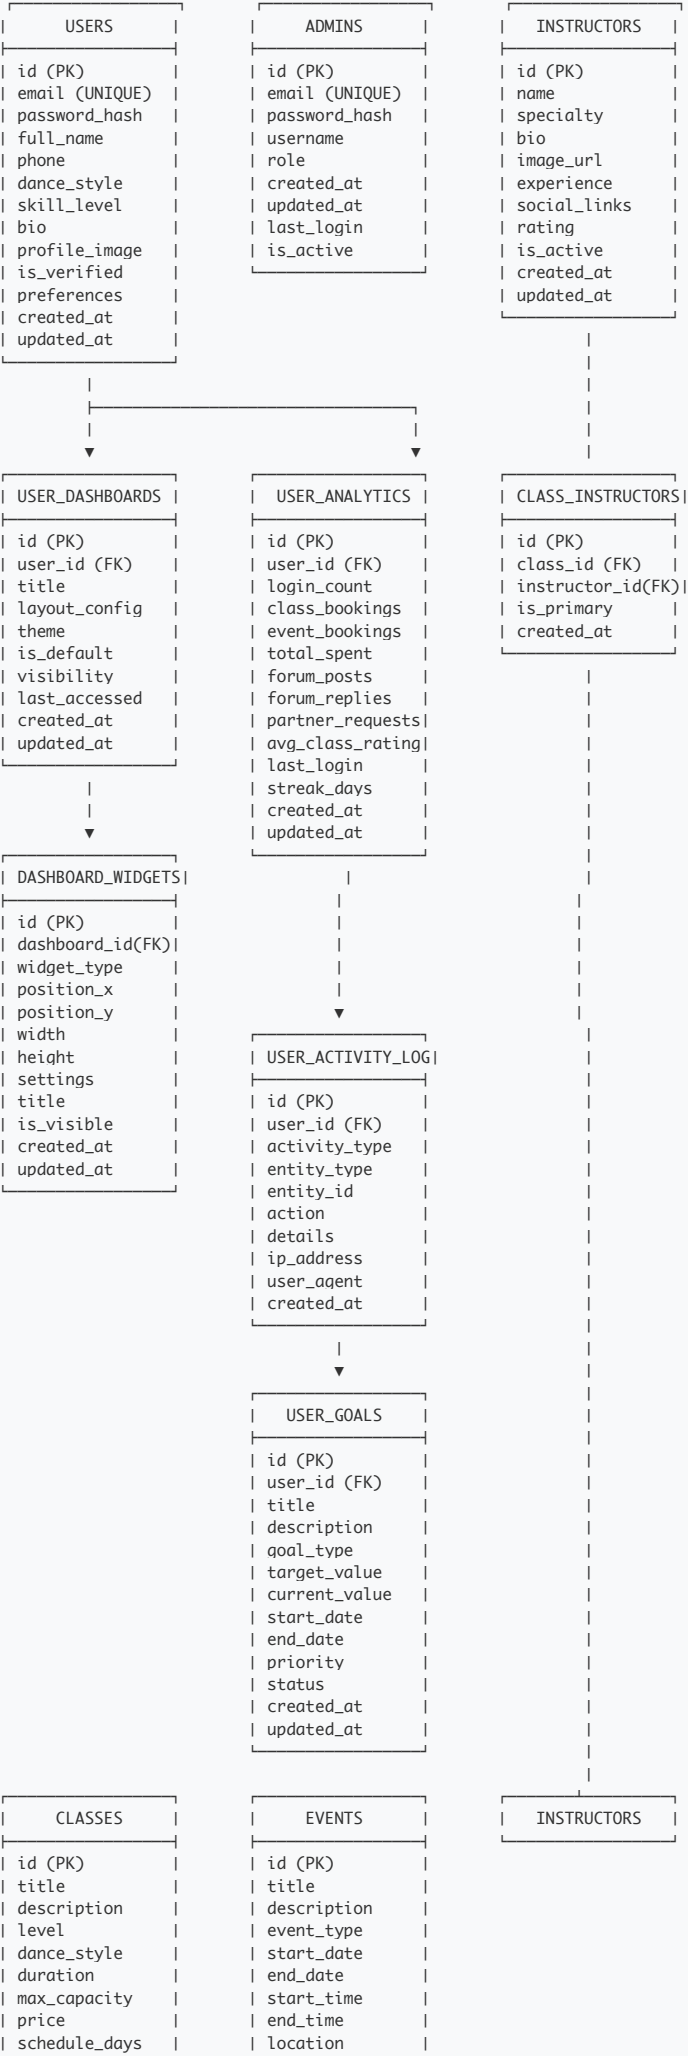 USERS
id (PK)
email (UNIQUE)
password_hash
full_name
phone
dance_style
skill_level
bio
profile_image
is_verified
preferences
created_at
updated_at
ADMINS
id (PK)
email (UNIQUE)
password_hash
username
role
created_at
updated_at
last_login
is_active
INSTRUCTORS
id (PK)
name
specialty
bio
image_url
experience
social_links
rating
is_active
created_at
updated_at
USER_DASHBOARDS
id (PK)
user_id (FK)
title
layout_config
theme
is_default
visibility
last_accessed
created_at
updated_at
USER_ANALYTICS
id (PK)
user_id (FK)
login_count
class_bookings
event_bookings
total_spent
forum_posts
forum_replies
partner_requests
avg_class_rating
last_login
streak_days
created_at
updated_at
CLASS_INSTRUCTORS
id (PK)
class_id (FK)
instructor_id(FK)
is_primary
created_at
DASHBOARD_WIDGETS
id (PK)
dashboard_id(FK)
widget_type
position_x
position_y
width
height
settings
title
is_visible
created_at
updated_at
USER_ACTIVITY_LOG
id (PK)
user_id (FK)
activity_type
entity_type
entity_id
action
details
ip_address
user_agent
created_at
USER_GOALS
id (PK)
user_id (FK)
title
description
goal_type
target_value
current_value
start_date
end_date
priority
status
created_at
updated_at
CLASSES
id (PK)
title
description
level
dance_style
duration
max_capacity
price
schedule_days
EVENTS
id (PK)
title
description
event_type
start_date
end_date
start_time
end_time
location
INSTRUCTORS